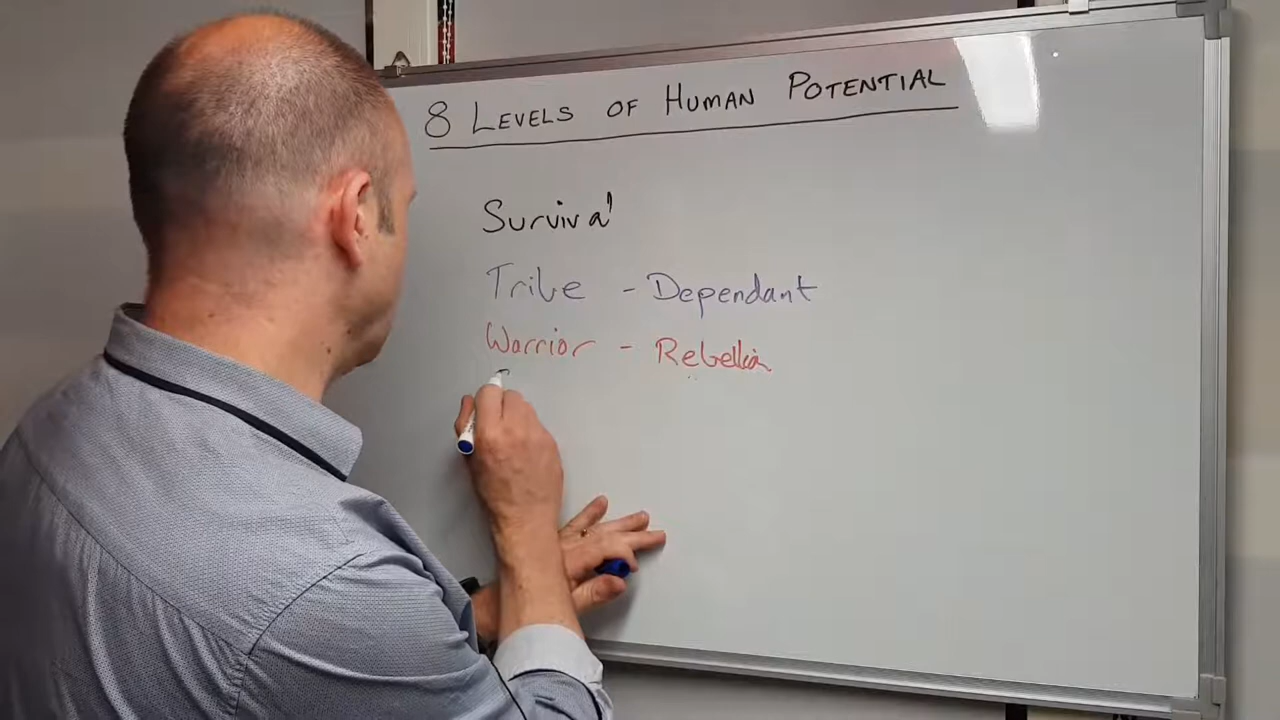 8 LEVELS OF HUMAN POTENTIAL
Survival
Tribe - Dependant
Warrior - Rebellion